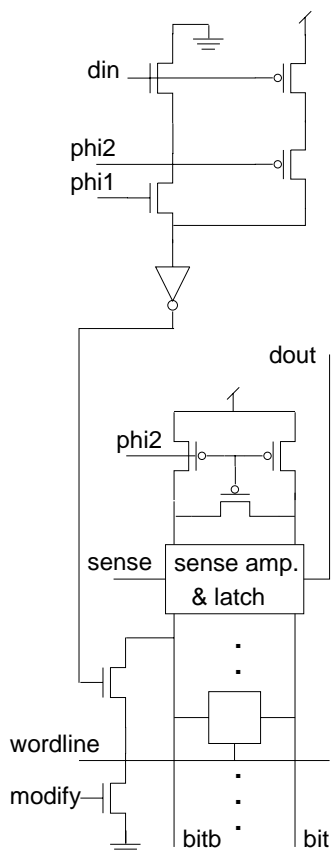 din
phi2
phi1
dout
phi2
sense
sense amp.
& latch
wordline
modify
bitb
bit